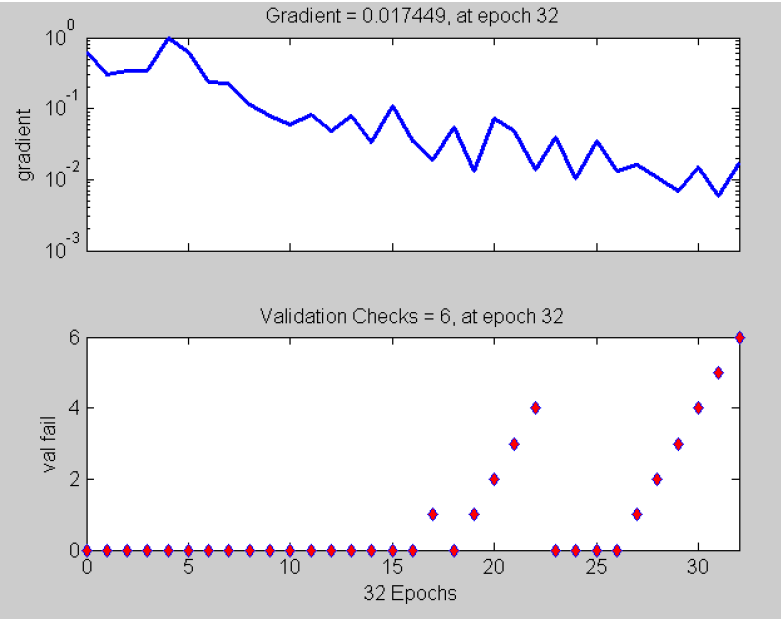 Gradient = 0.017449, at epoch 32
10^0
10^-1
10^-2
10^-3
gradient
Validation Checks = 6, at epoch 32
6
4
2
0
val fail
0 5 10 15 20 25 30
32 Epochs